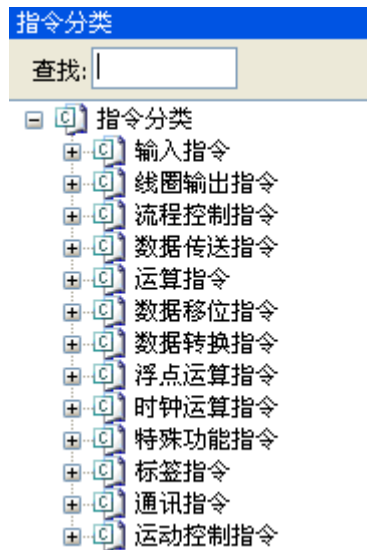 指令分类
查找:
指令分类
输入指令
线圈输出指令
流程控制指令
数据传送指令
运算指令
数据移位指令
数据转换指令
浮点运算指令
时钟运算指令
特殊功能指令
标签指令
通讯指令
运动控制指令